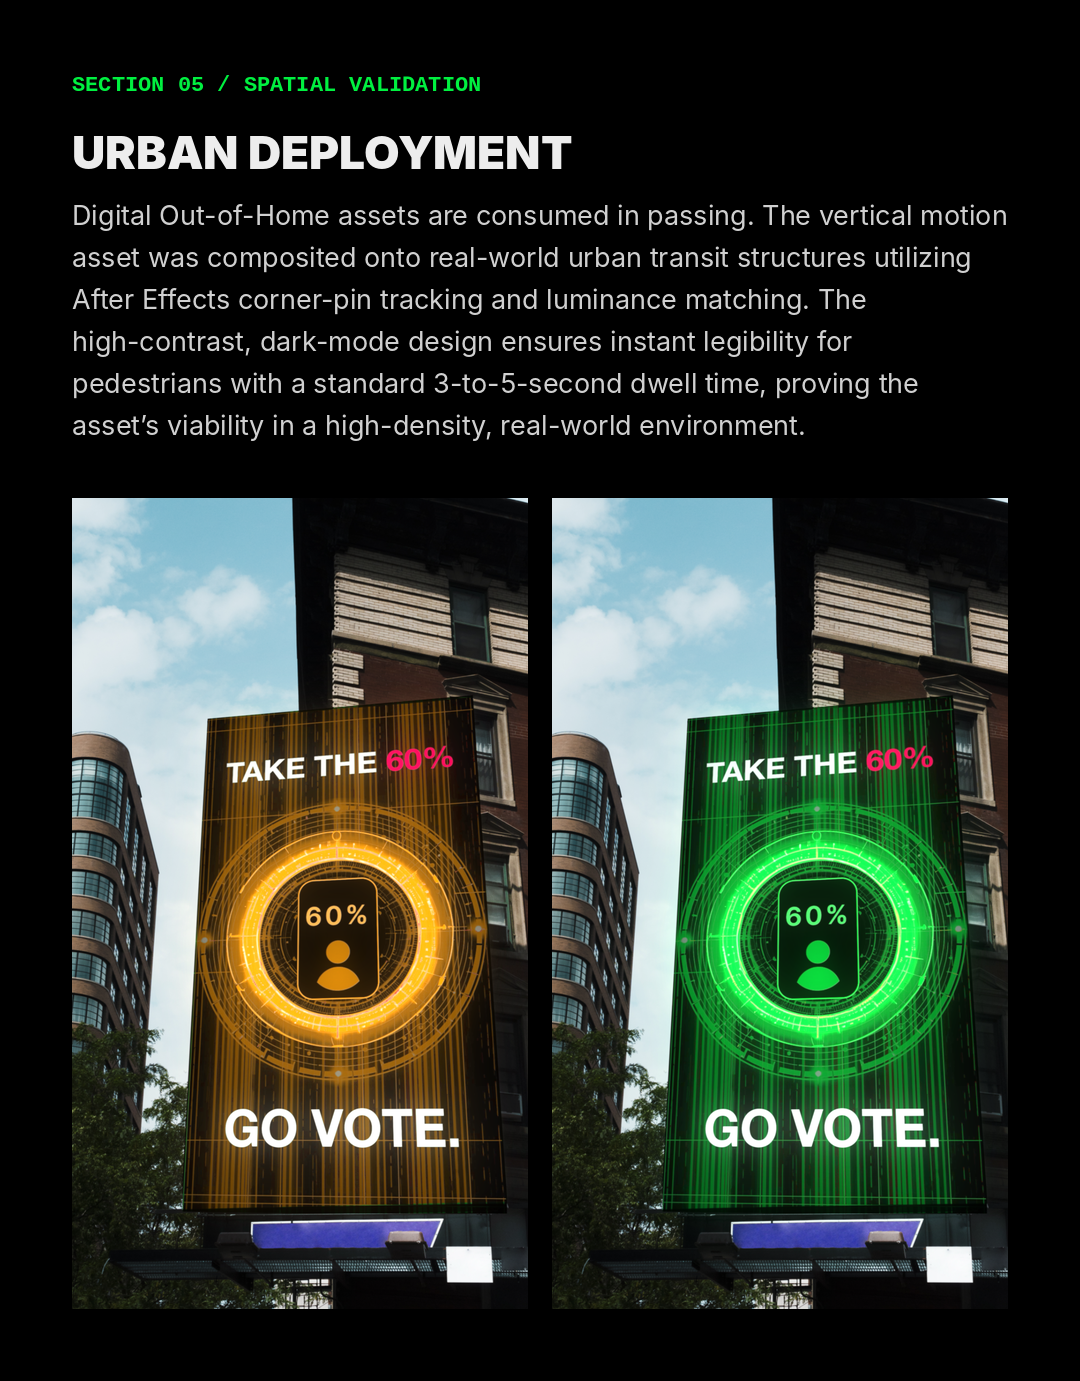 SECTION 05 / SPATIAL VALIDATION
URBAN DEPLOYMENT
Digital Out-of-Home assets are consumed in passing. The vertical motion
asset was composited onto real-world urban transit structures utilizing
After Effects corner-pin tracking and luminance matching. The
high-contrast, dark-mode design ensures instant legibility for
pedestrians with a standard 3-to-5-second dwell time, proving the
asset’s viability in a high-density, real-world environment.
TAKE THE 60%
60%
GO VOTE.
TAKE THE 60%
60%
GO VOTE.